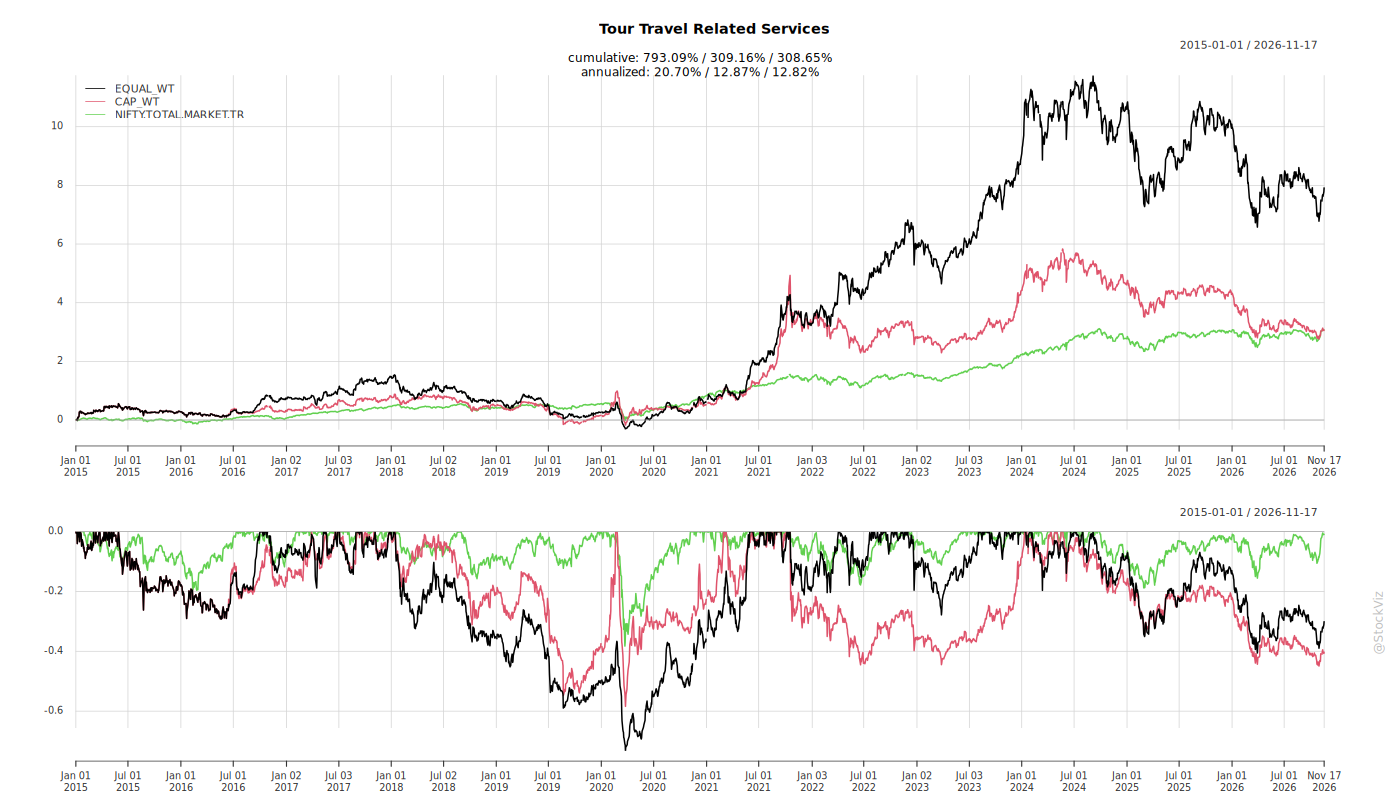 Tour Travel Related Services
2015-01-01 / 2026-11-17
cumulative: 793.09% / 309.16% / 308.65%
annualized: 20.70% / 12.87% / 12.82%
EQUAL_WT
CAP_WT
NIFTY.TOTAL.MARKET.TR
10
8
6
4
2
0
Jan 01 Jul 01 Jan 01 Jul 01 Jan 02 Jul 03 Jan 01 Jul 02 Jan 01 Jul 01 Jan 01 Jul 01 Jan 01 Jul 01 Jan 03 Jul 01 Jan 02 Jul 03 Jan 01 Jul 01 Jan 01 Jul 01 Jan 01 Jul 01 Nov 17
2015 2015 2016 2016 2017 2017 2018 2018 2019 2019 2020 2020 2021 2021 2022 2022 2023 2023 2024 2024 2025 2025 2026 2026 2026
2015-01-01 / 2026-11-17
0.0
-0.2
-0.4
-0.6
Jan 01 Jul 01 Jan 01 Jul 01 Jan 02 Jul 03 Jan 01 Jul 02 Jan 01 Jul 01 Jan 01 Jul 01 Jan 01 Jul 01 Jan 03 Jul 01 Jan 02 Jul 03 Jan 01 Jul 01 Jan 01 Jul 01 Jan 01 Jul 01 Nov 17
2015 2015 2016 2016 2017 2017 2018 2018 2019 2019 2020 2020 2021 2021 2022 2022 2023 2023 2024 2024 2025 2025 2026 2026 2026
@StockViz